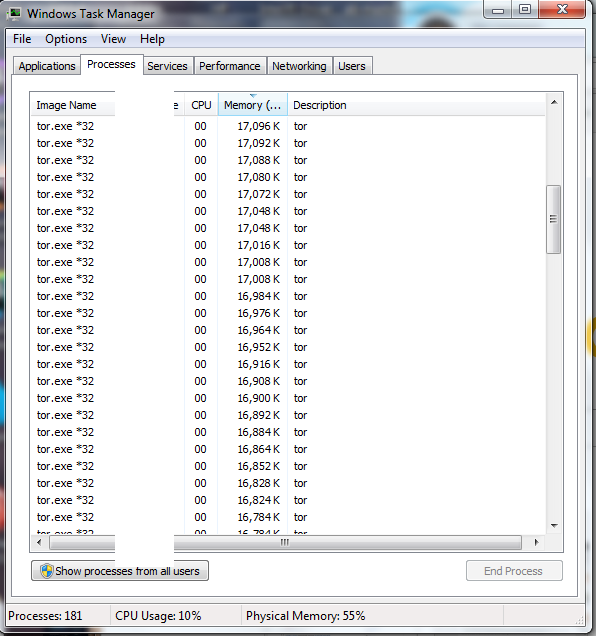 Windows Task Manager
File Options View Help
Applications Processes Services Performance Networking Users
Image Name e CPU Memory (... Description
tor.exe *32 00 17,096 K tor
tor.exe *32 00 17,092 K tor
tor.exe *32 00 17,088 K tor
tor.exe *32 00 17,080 K tor
tor.exe *32 00 17,072 K tor
tor.exe *32 00 17,048 K tor
tor.exe *32 00 17,048 K tor
tor.exe *32 00 17,016 K tor
tor.exe *32 00 17,008 K tor
tor.exe *32 00 17,008 K tor
tor.exe *32 00 16,984 K tor
tor.exe *32 00 16,976 K tor
tor.exe *32 00 16,964 K tor
tor.exe *32 00 16,952 K tor
tor.exe *32 00 16,916 K tor
tor.exe *32 00 16,908 K tor
tor.exe *32 00 16,900 K tor
tor.exe *32 00 16,892 K tor
tor.exe *32 00 16,884 K tor
tor.exe *32 00 16,864 K tor
tor.exe *32 00 16,852 K tor
tor.exe *32 00 16,828 K tor
tor.exe *32 00 16,824 K tor
tor.exe *32 00 16,784 K tor
tor.exe *32 00 16,784 K tor
Show processes from all users End Process
Processes: 181 CPU Usage: 10% Physical Memory: 55%